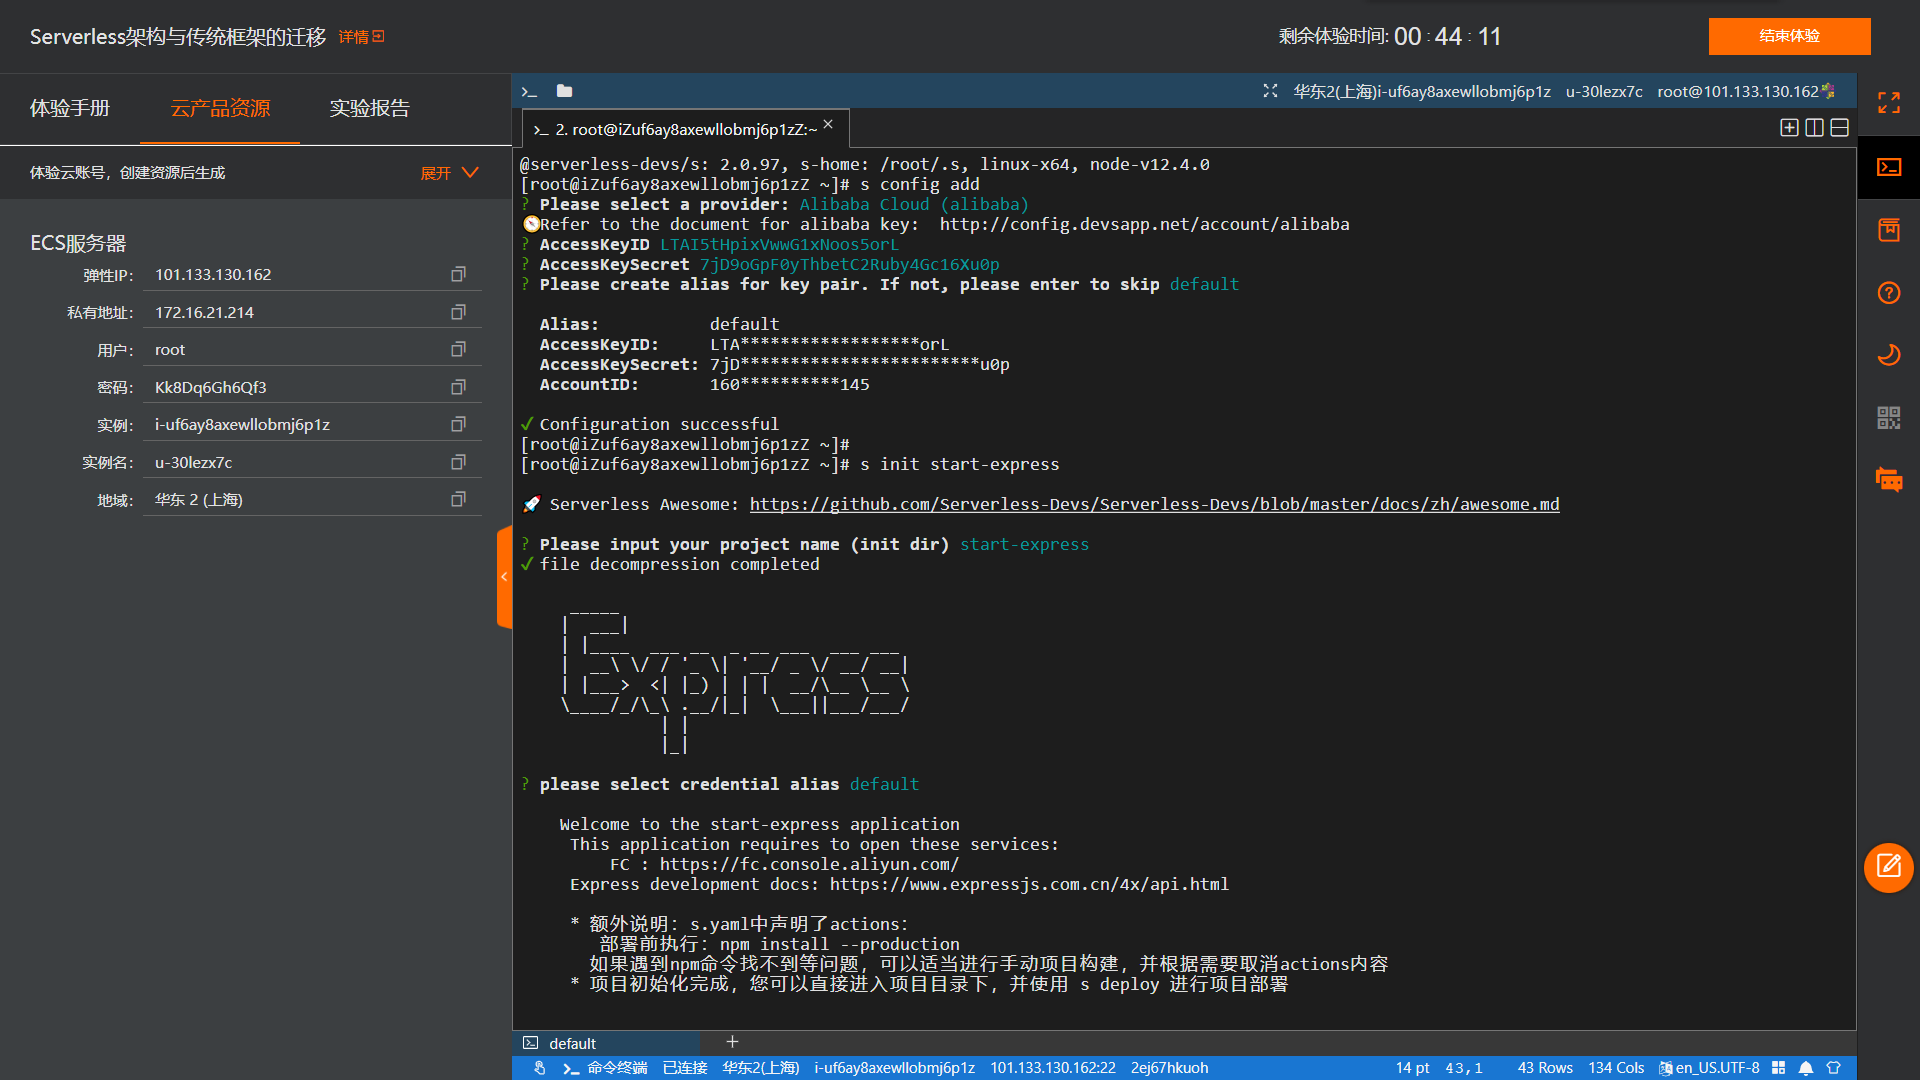 Serverless架构与传统框架的迁移 详情
剩余体验时间: 00 : 44 : 11
结束体验
体验手册 云产品资源 实验报告
体验云账号，创建资源后生成 展开
ECS服务器
弹性IP: 101.133.130.162
私有地址: 172.16.21.214
用户: root
密码: Kk8Dq6Gh6Qf3
实例: i-uf6ay8axewllobmj6p1z
实例名: u-30lezx7c
地域: 华东 2 (上海)
华东2(上海)i-uf6ay8axewllobmj6p1z u-30lezx7c root@101.133.130.162
2. root@iZuf6ay8axewllobmj6p1zZ:~ ×
@serverless-devs/s: 2.0.97, s-home: /root/.s, linux-x64, node-v12.4.0
[root@iZuf6ay8axewllobmj6p1zZ ~]# s config add
? Please select a provider: Alibaba Cloud (alibaba)
Refer to the document for alibaba key:  http://config.devsapp.net/account/alibaba
? AccessKeyID LTAI5tHpixVwwG1xNoos5orL
? AccessKeySecret 7jD9oGpF0yThbetC2Ruby4Gc16Xu0p
? Please create alias for key pair. If not, please enter to skip default
Alias: default
AccessKeyID: LTA******************orL
AccessKeySecret: 7jD************************u0p
AccountID: 160**********145
✓ Configuration successful
[root@iZuf6ay8axewllobmj6p1zZ ~]#
[root@iZuf6ay8axewllobmj6p1zZ ~]# s init start-express
Serverless Awesome: https://github.com/Serverless-Devs/Serverless-Devs/blob/master/docs/zh/awesome.md
? Please input your project name (init dir) start-express
✓ file decompression completed
Express
? please select credential alias default
Welcome to the start-express application
This application requires to open these services:
FC : https://fc.console.aliyun.com/
Express development docs: https://www.expressjs.com.cn/4x/api.html
* 额外说明: s.yaml中声明了actions:
部署前执行: npm install --production
如果遇到npm命令找不到等问题, 可以适当进行手动项目构建, 并根据需要取消actions内容
* 项目初始化完成, 您可以直接进入项目目录下, 并使用 s deploy 进行项目部署
default +
命令终端 已连接 华东2(上海) i-uf6ay8axewllobmj6p1z 101.133.130.162:22 2ej67hkuoh 14 pt 43,1 43 Rows 134 Cols en_US.UTF-8